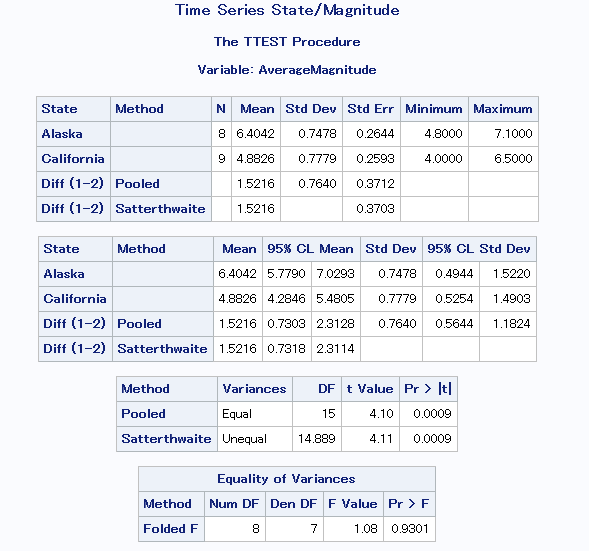 Time Series State/Magnitude
The TTEST Procedure
Variable: AverageMagnitude
State Method N Mean Std Dev Std Err Minimum Maximum
Alaska 8 6.4042 0.7478 0.2644 4.8000 7.1000
California 9 4.8826 0.7779 0.2593 4.0000 6.5000
Diff (1-2) Pooled 1.5216 0.7640 0.3712
Diff (1-2) Satterthwaite 1.5216 0.3703
State Method Mean 95% CL Mean Std Dev 95% CL Std Dev
Alaska 6.4042 5.7790 7.0293 0.7478 0.4944 1.5220
California 4.8826 4.2846 5.4805 0.7779 0.5254 1.4903
Diff (1-2) Pooled 1.5216 0.7303 2.3128 0.7640 0.5644 1.1824
Diff (1-2) Satterthwaite 1.5216 0.7318 2.3114
Method Variances DF t Value Pr > |t|
Pooled Equal 15 4.10 0.0009
Satterthwaite Unequal 14.889 4.11 0.0009
Equality of Variances
Method Num DF Den DF F Value Pr > F
Folded F 8 7 1.08 0.9301